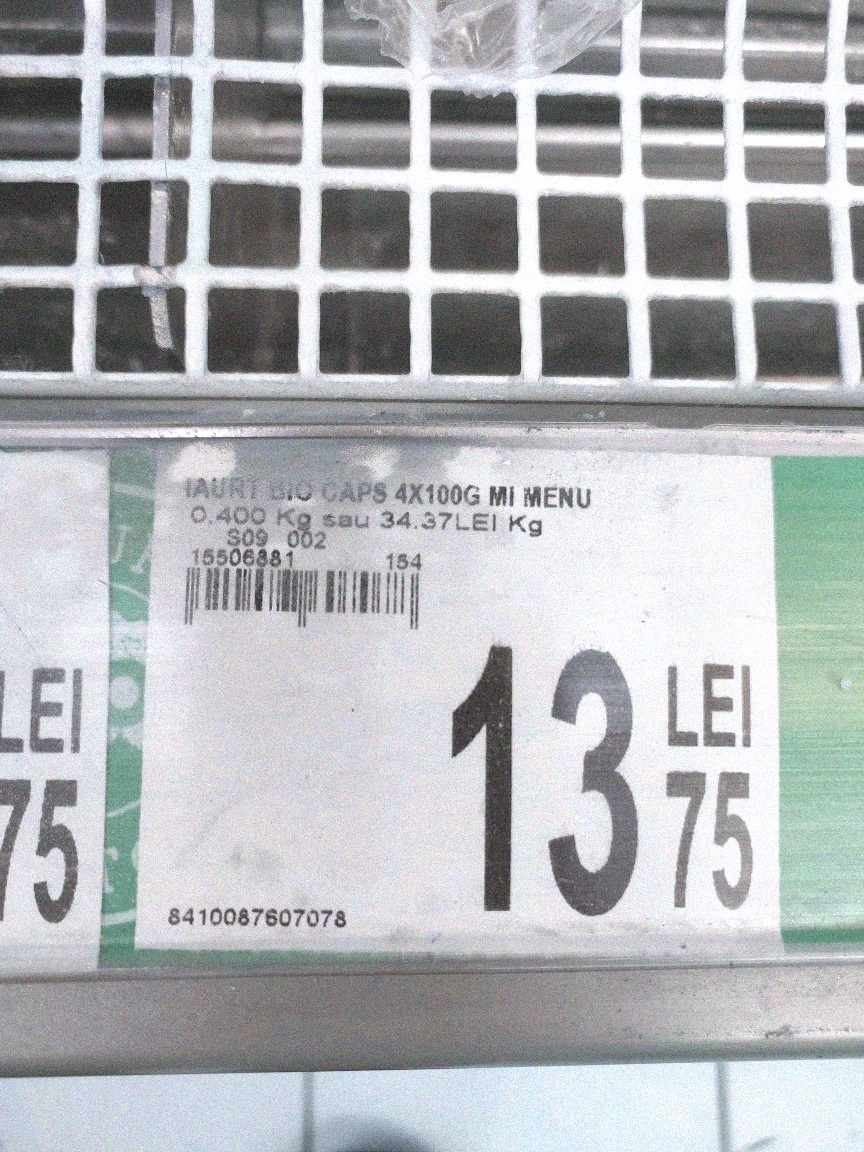 IAURT BIO CAPS 4X100G MI MENU
0.400 Kg sau 34.37LEI Kg
S09 002
15506881 154
13 LEI 75
8410087607078
LEI
75